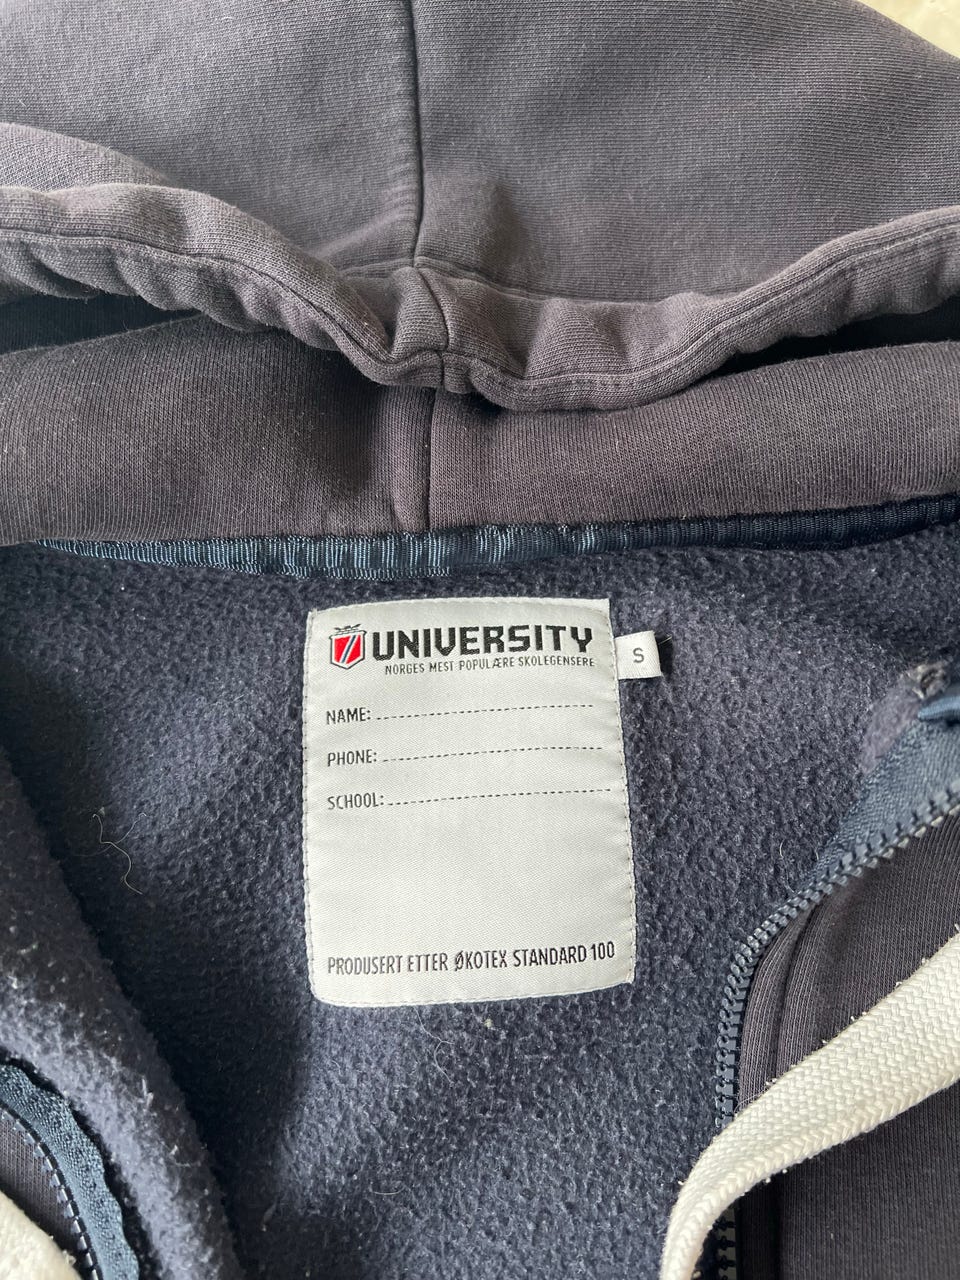 UNIVERSITY
NORGES MEST POPULÆRE SKOLEGENSERE
S
NAME:
PHONE:
SCHOOL:
PRODUSERT ETTER ØKOTEX STANDARD 100